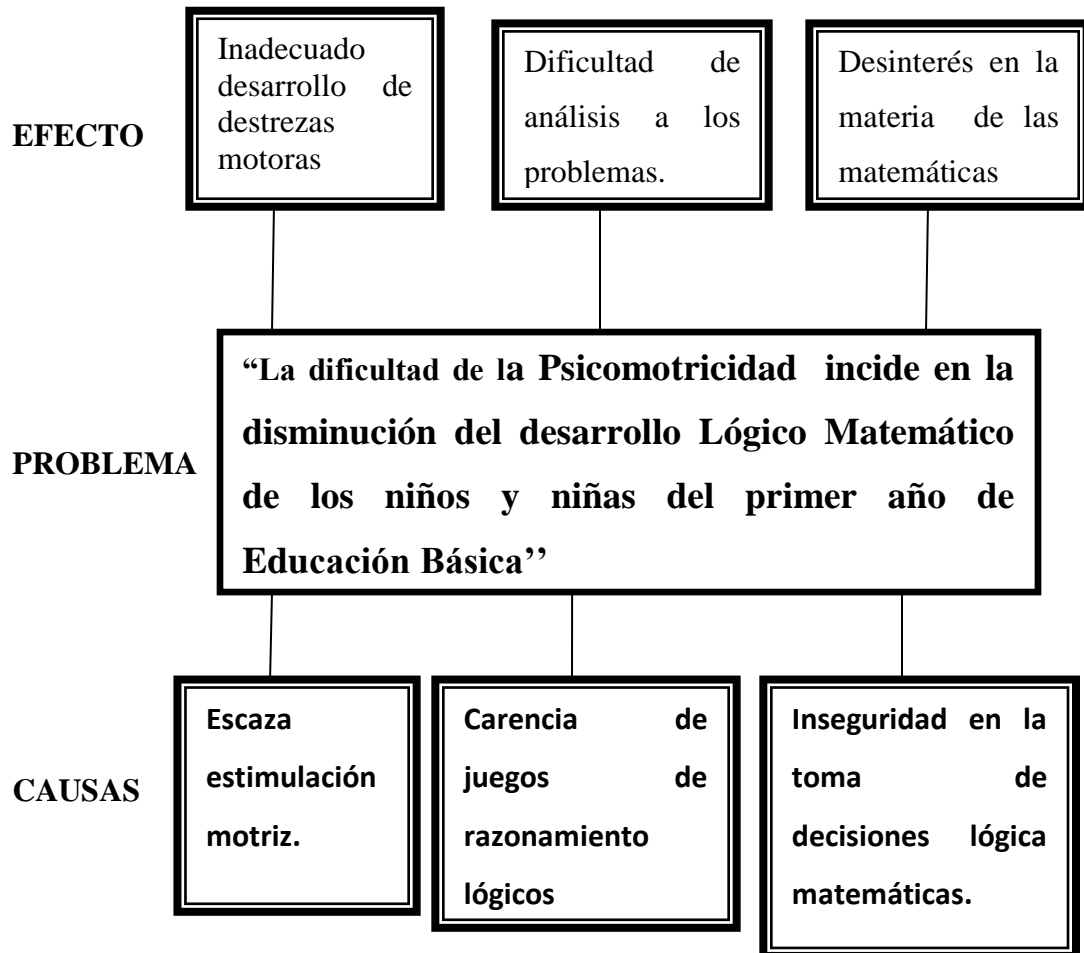 EFECTO
Inadecuado
desarrollo de
destrezas
motoras
Dificultad de
análisis a los
problemas.
Desinterés en la
materia de las
matemáticas
PROBLEMA
“La dificultad de la Psicomotricidad incide en la
disminución del desarrollo Lógico Matemático
de los niños y niñas del primer año de
Educación Básica’’
CAUSAS
Escaza
estimulación
motriz.
Carencia de
juegos de
razonamiento
lógicos
Inseguridad en la
toma de
decisiones lógica
matemáticas.